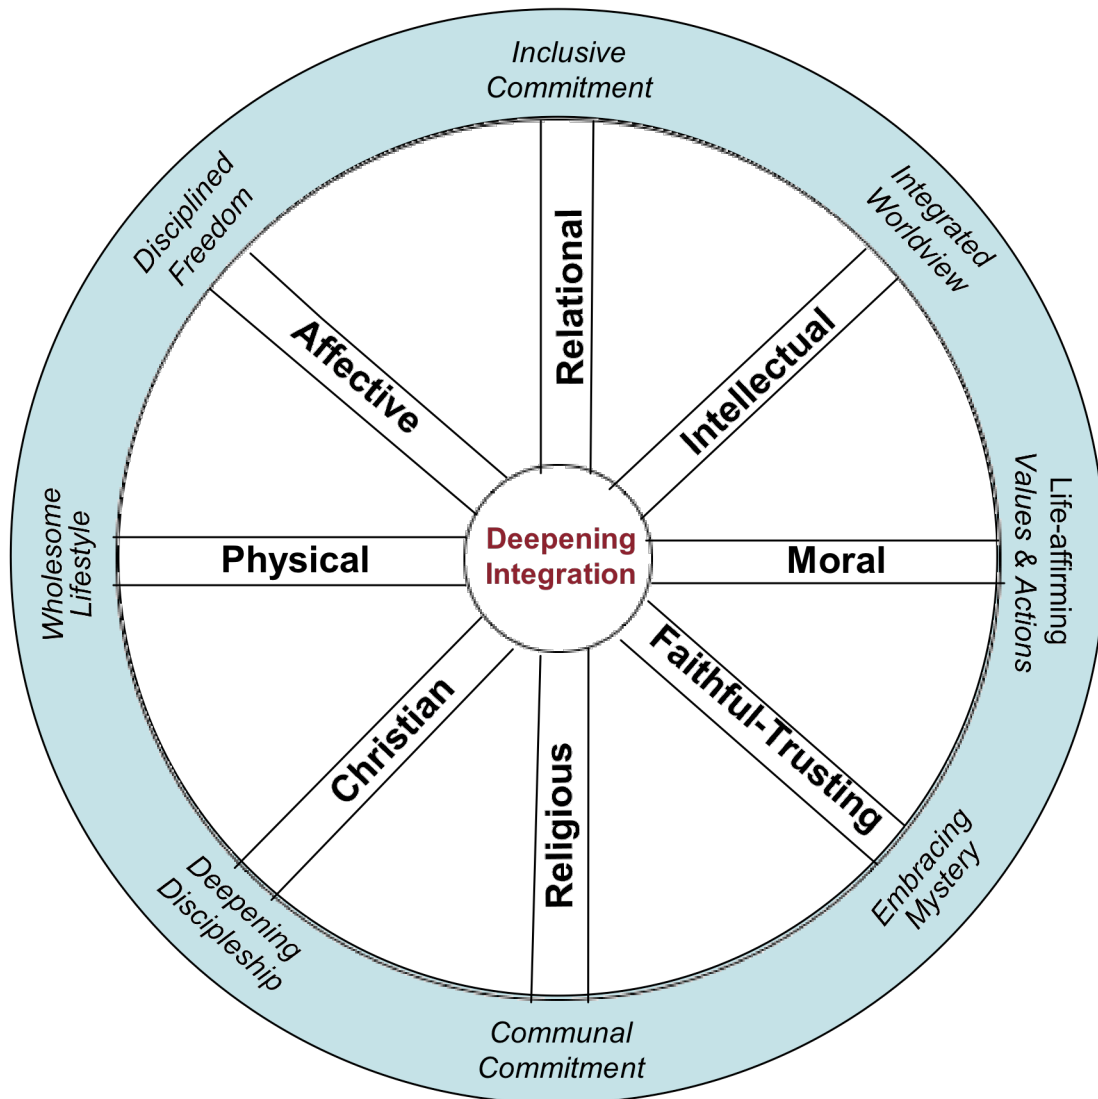 Inclusive
Commitment
Integrated
Worldview
Life-affirming
Values & Actions
Embracing
Mystery
Communal
Commitment
Deepening
Discipleship
Wholesome
Lifestyle
Disciplined
Freedom
Relational
Intellectual
Moral
Faithful-Trusting
Religious
Christian
Physical
Affective
Deepening
Integration